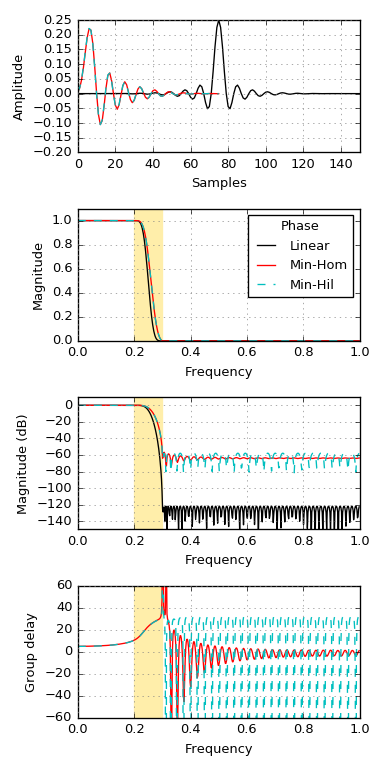 0.25
0.20
0.15
0.10
0.05
0.00
−0.05
−0.10
−0.15
−0.20
Amplitude
0 20 40 60 80 100 120 140
Samples
1.0
0.8
0.6
0.4
0.2
0.0
Magnitude
Phase
Linear
Min-Hom
Min-Hil
0.0 0.2 0.4 0.6 0.8 1.0
Frequency
0
−20
−40
−60
−80
−100
−120
−140
Magnitude (dB)
0.0 0.2 0.4 0.6 0.8 1.0
Frequency
60
40
20
0
−20
−40
−60
Group delay
0.0 0.2 0.4 0.6 0.8 1.0
Frequency